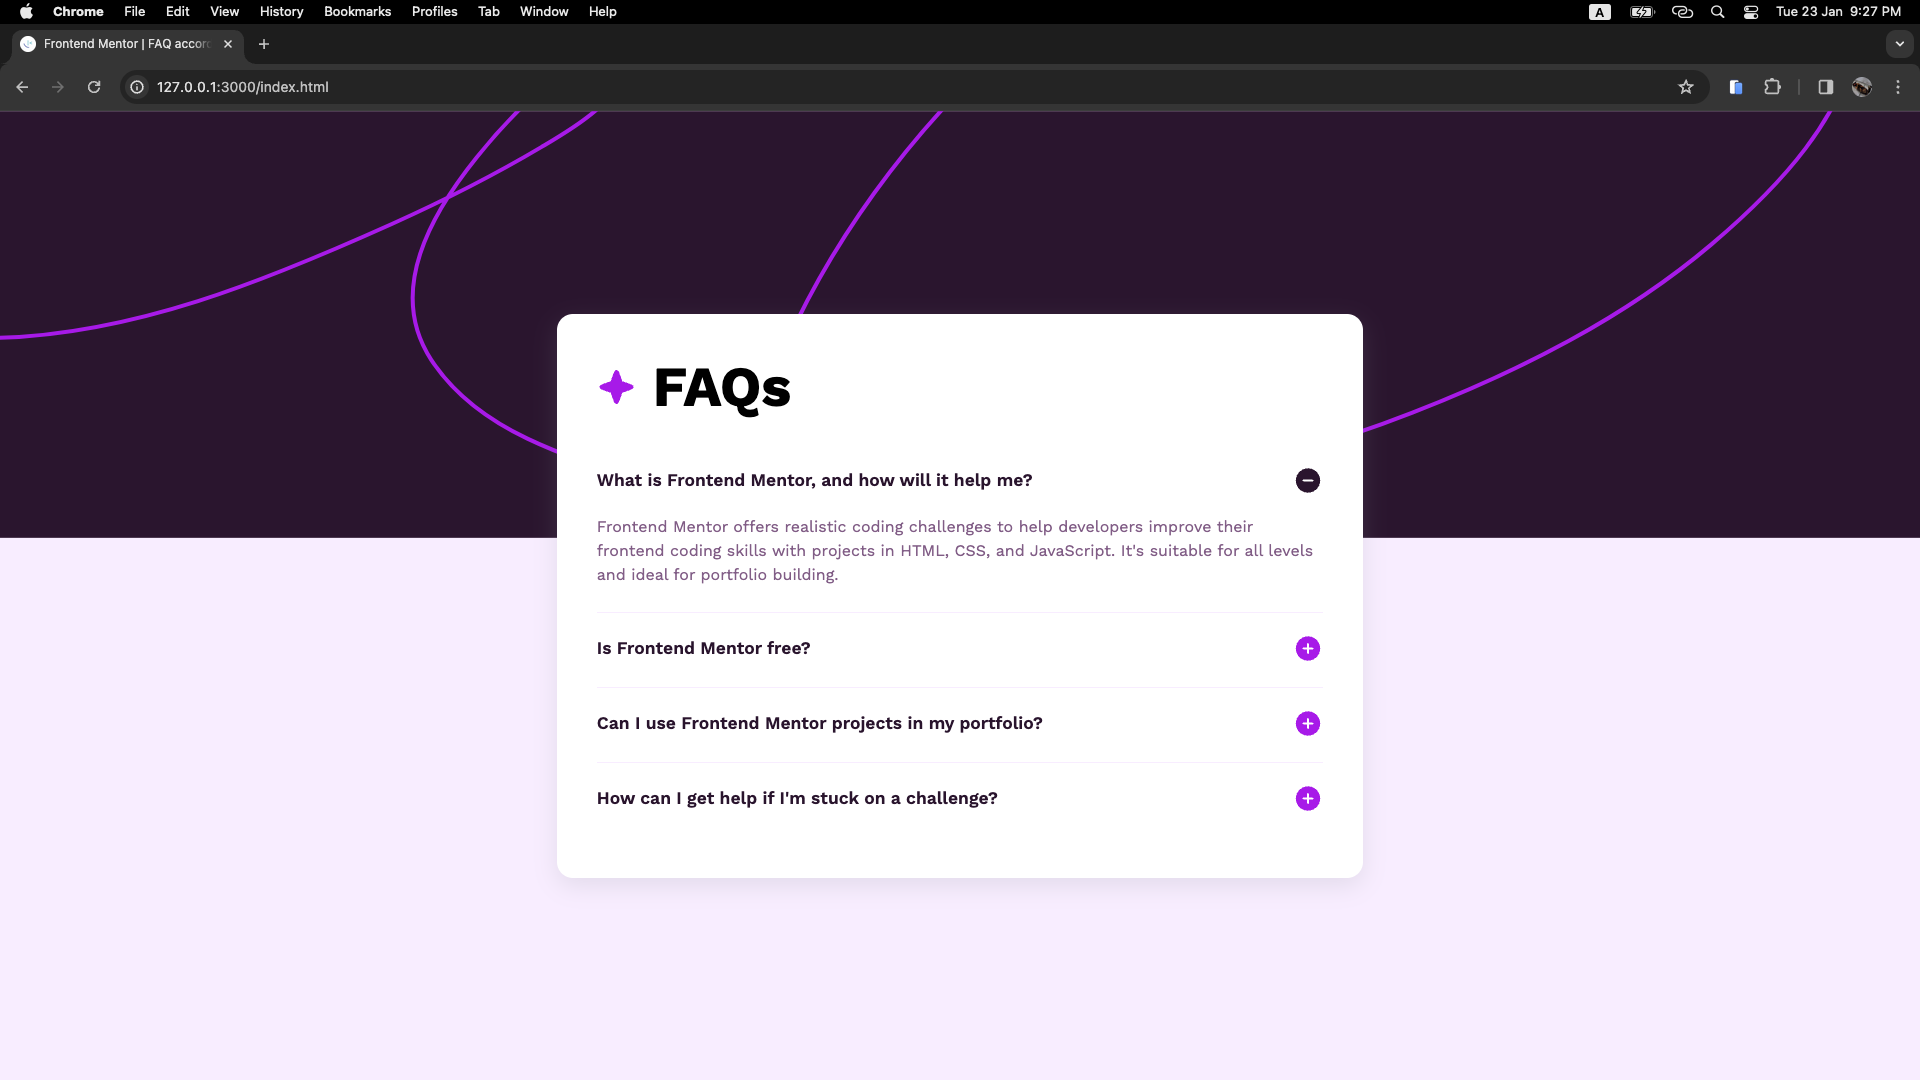 Chrome File Edit View History Bookmarks Profiles Tab Window Help A Tue 23 Jan 9:27 PM
Frontend Mentor | FAQ accor
127.0.0.1:3000/index.html
FAQs
What is Frontend Mentor, and how will it help me?
Frontend Mentor offers realistic coding challenges to help developers improve their
frontend coding skills with projects in HTML, CSS, and JavaScript. It's suitable for all levels
and ideal for portfolio building.
Is Frontend Mentor free?
Can I use Frontend Mentor projects in my portfolio?
How can I get help if I'm stuck on a challenge?